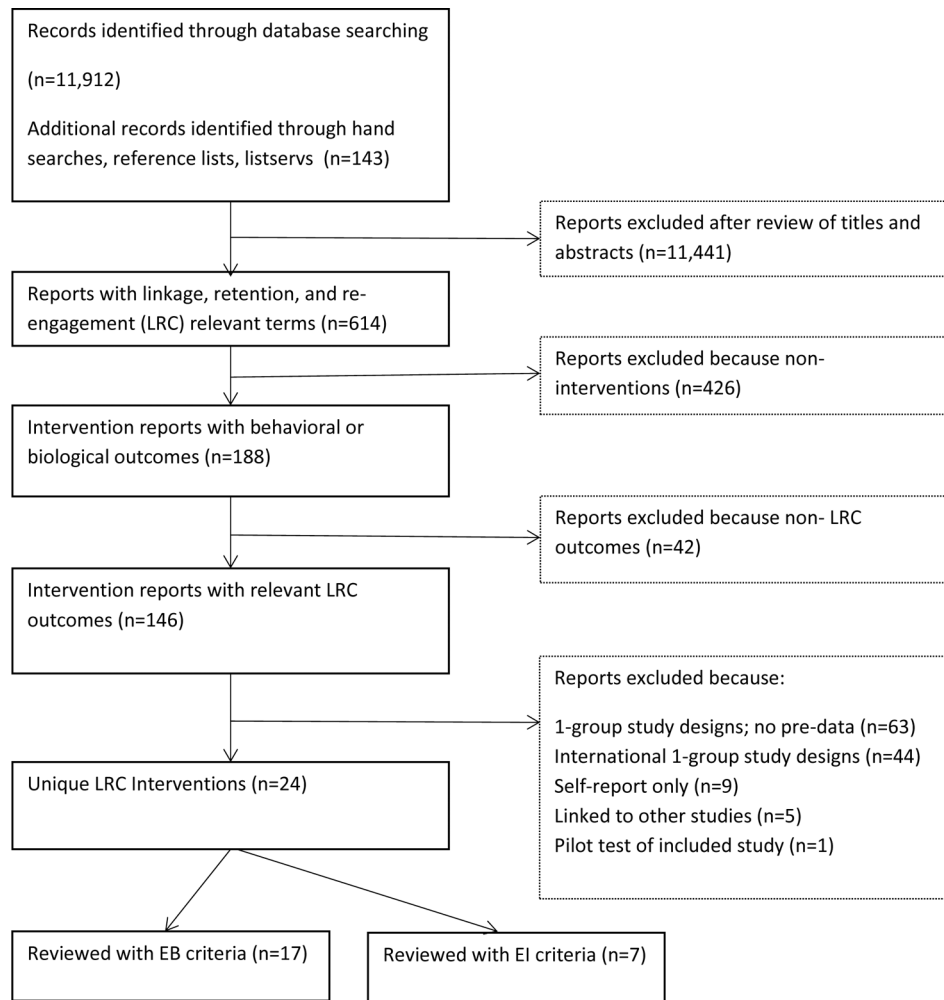 Records identified through database searching
(n=11,912)
Additional records identified through hand
searches, reference lists, listservs (n=143)
Reports excluded after review of titles and
abstracts (n=11,441)
Reports with linkage, retention, and re-
engagement (LRC) relevant terms (n=614)
Reports excluded because non-
interventions (n=426)
Intervention reports with behavioral or
biological outcomes (n=188)
Reports excluded because non- LRC
outcomes (n=42)
Intervention reports with relevant LRC
outcomes (n=146)
Reports excluded because:
1-group study designs; no pre-data (n=63)
International 1-group study designs (n=44)
Self-report only (n=9)
Linked to other studies (n=5)
Pilot test of included study (n=1)
Unique LRC Interventions (n=24)
Reviewed with EB criteria (n=17)
Reviewed with EI criteria (n=7)